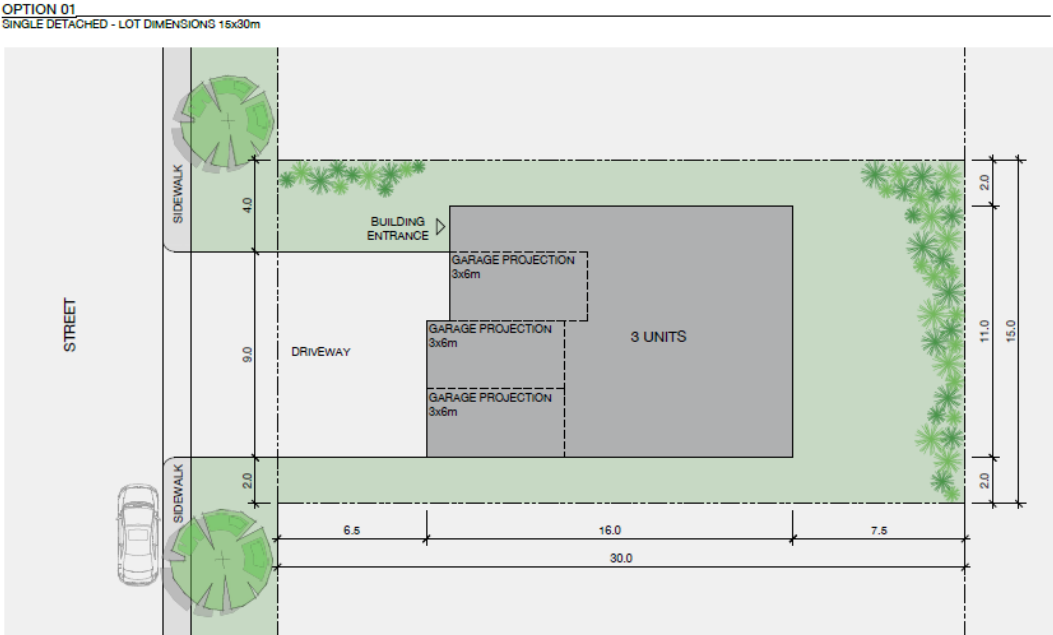 OPTION 01
SINGLE DETACHED - LOT DIMENSIONS 15x30m
SIDEWALK
4.0
2.0
BUILDING
ENTRANCE
GARAGE PROJECTION
3x6m
STREET
9.0
DRIVEWAY
GARAGE PROJECTION
3x6m
3 UNITS
11.0
15.0
GARAGE PROJECTION
3x6m
SIDEWALK
2.0
2.0
6.5
16.0
7.5
30.0